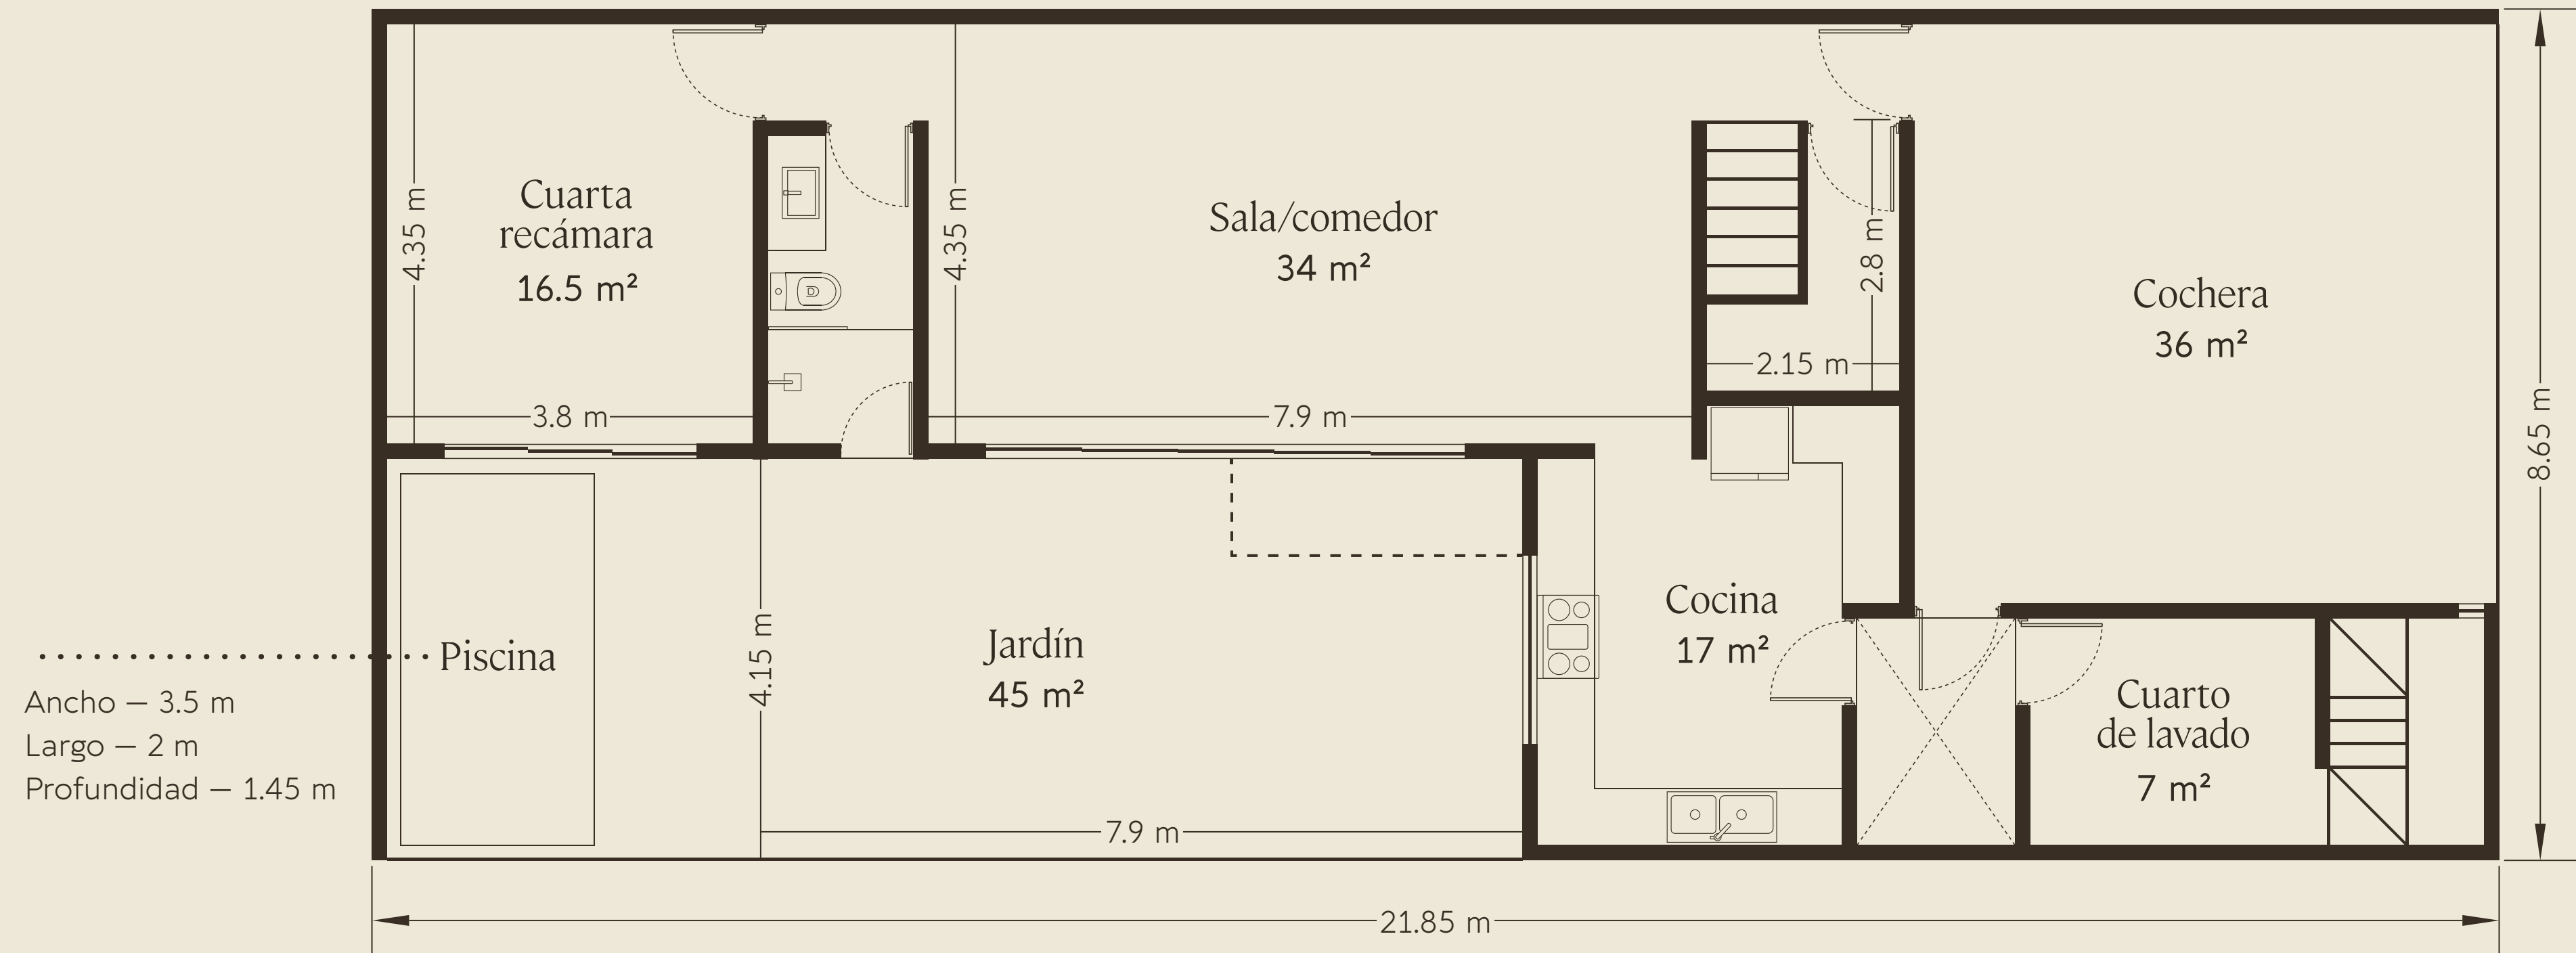 Cuarta
recámara
16.5 m²
4.35 m
3.8 m
4.35 m
Sala/comedor
34 m²
7.9 m
2.8 m
2.15 m
Cochera
36 m²
8.65 m
Piscina
Ancho – 3.5 m
Largo – 2 m
Profundidad – 1.45 m
4.15 m
Jardín
45 m²
7.9 m
Cocina
17 m²
Cuarto
de lavado
7 m²
21.85 m